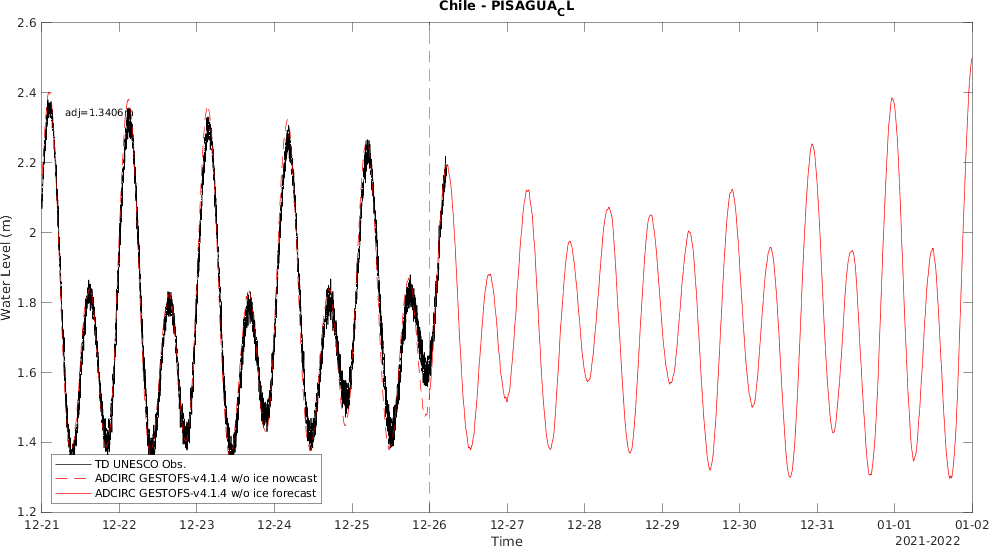 Chile - PISAGUA_CL
2.6
2.4
adj=1.3406
2.2
2
1.8
1.6
1.4
1.2
Water Level (m)
TD UNESCO Obs.
ADCIRC GESTOFS-v4.1.4 w/o ice nowcast
ADCIRC GESTOFS-v4.1.4 w/o ice forecast
12-21 12-22 12-23 12-24 12-25 12-26 12-27 12-28 12-29 12-30 12-31 01-01 01-02
Time
2021-2022